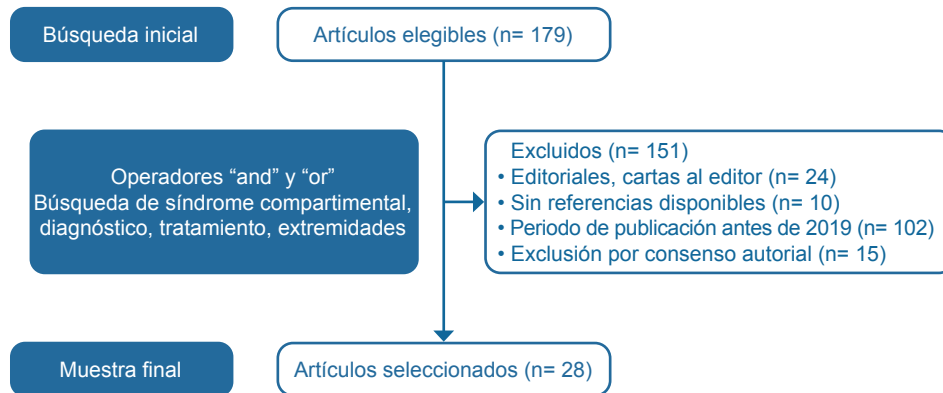 Búsqueda inicial
Artículos elegibles (n= 179)
Operadores “and” y “or”
Búsqueda de síndrome compartimental,
diagnóstico, tratamiento, extremidades
Excluidos (n= 151)
• Editoriales, cartas al editor (n= 24)
• Sin referencias disponibles (n= 10)
• Periodo de publicación antes de 2019 (n= 102)
• Exclusión por consenso autorial (n= 15)
Muestra final
Artículos seleccionados (n= 28)